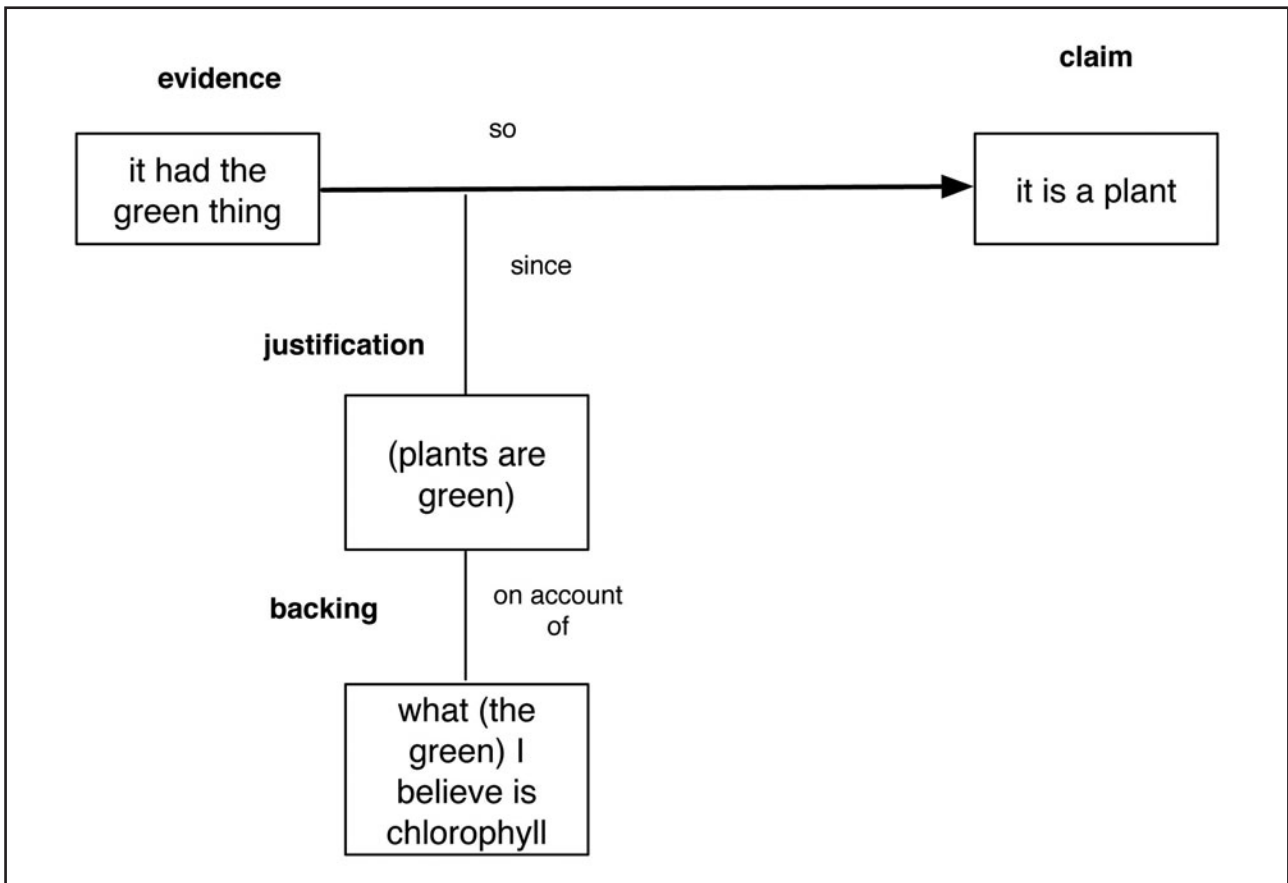 evidence
claim
so
it had the
green thing
it is a plant
since
justification
(plants are
green)
backing
on account
of
what (the
green) I
believe is
chlorophyll